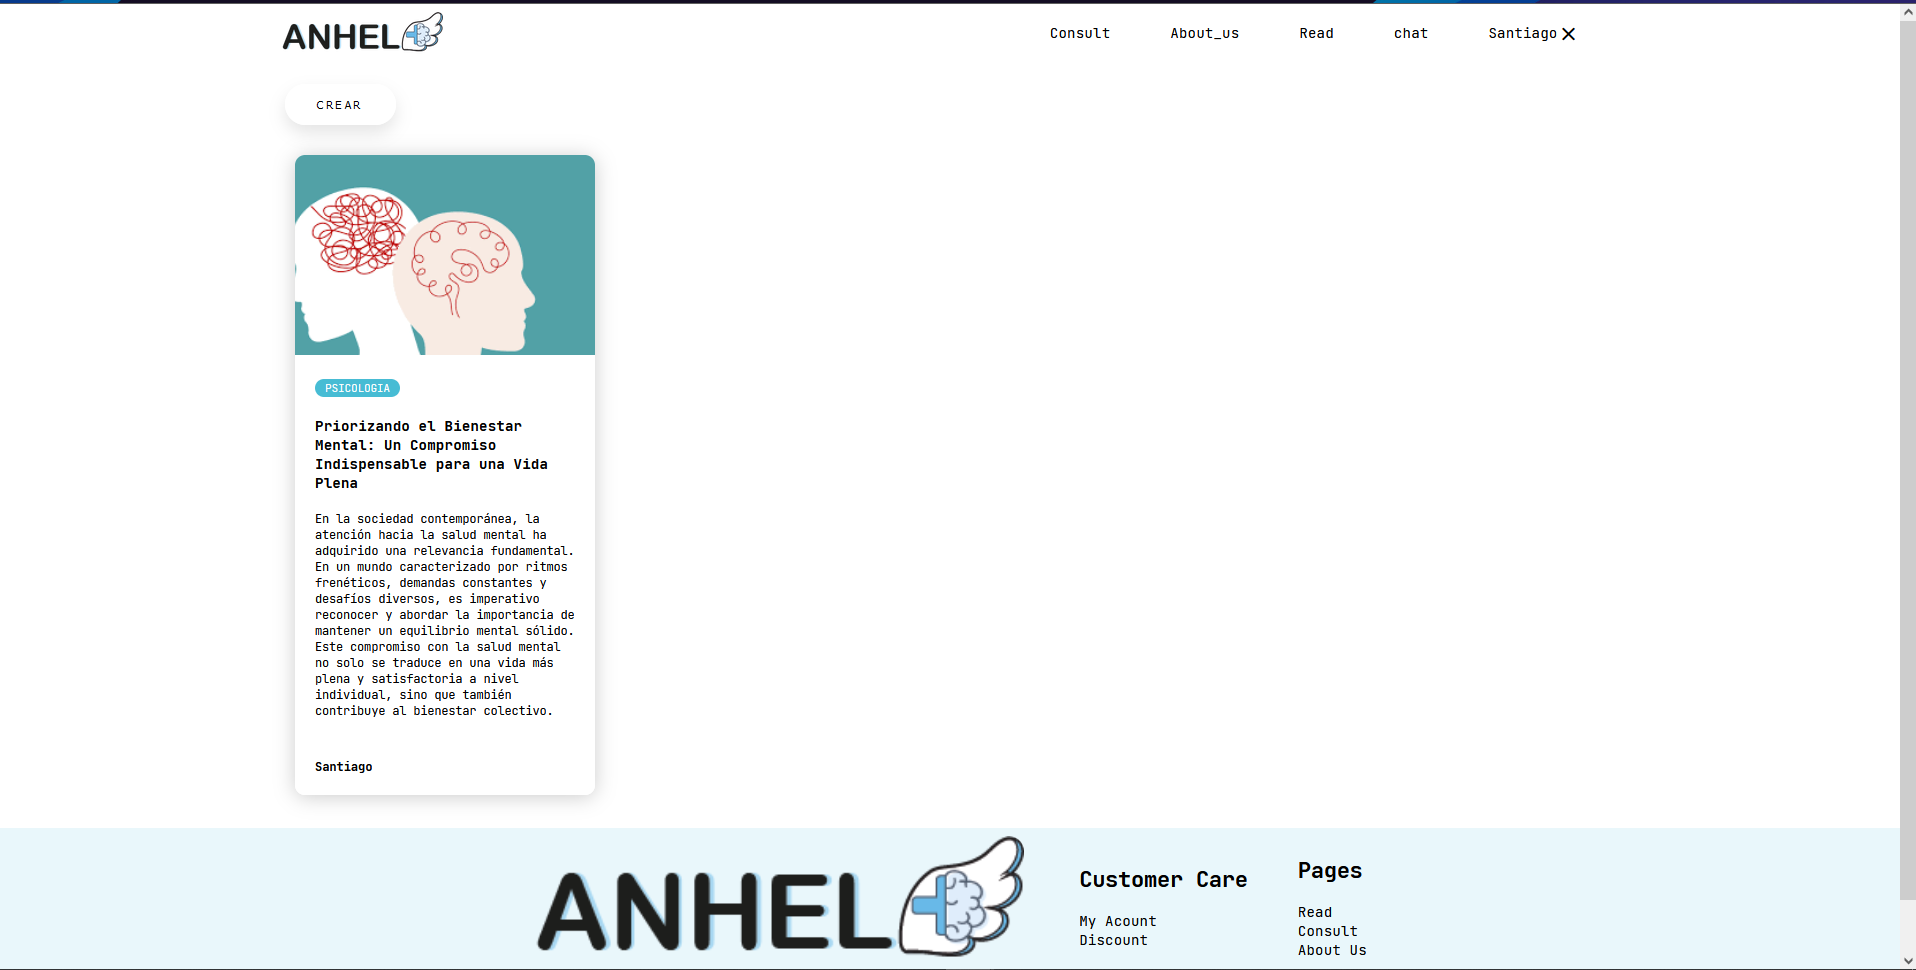 ANHEL
Consult About_us Read chat Santiago
CREAR
PSICOLOGIA
Priorizando el Bienestar
Mental: Un Compromiso
Indispensable para una Vida
Plena
En la sociedad contemporánea, la
atención hacia la salud mental ha
adquirido una relevancia fundamental.
En un mundo caracterizado por ritmos
frenéticos, demandas constantes y
desafíos diversos, es imperativo
reconocer y abordar la importancia de
mantener un equilibrio mental sólido.
Este compromiso con la salud mental
no solo se traduce en una vida más
plena y satisfactoria a nivel
individual, sino que también
contribuye al bienestar colectivo.
Santiago
ANHEL
Customer Care
My Acount
Discount
Pages
Read
Consult
About Us